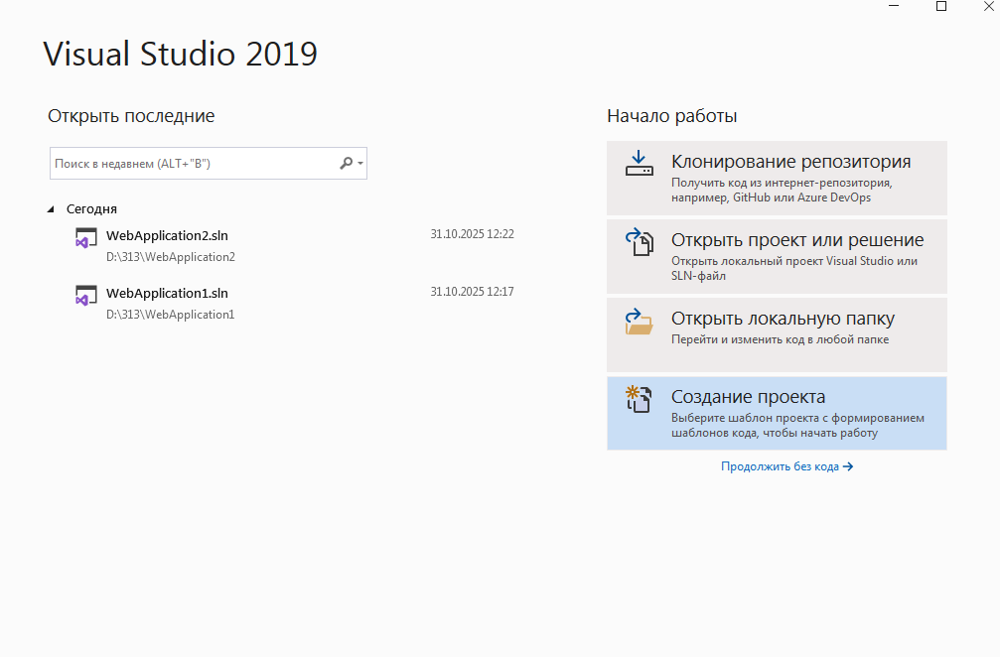 Visual Studio 2019
Открыть последние
Поиск в недавнем (ALT+"В")
Сегодня
WebApplication2.sln 31.10.2025 12:22
D:\313\WebApplication2
WebApplication1.sln 31.10.2025 12:17
D:\313\WebApplication1
Начало работы
Клонирование репозитория
Получить код из интернет-репозитория,
например, GitHub или Azure DevOps
Открыть проект или решение
Открыть локальный проект Visual Studio или
SLN-файл
Открыть локальную папку
Перейти и изменить код в любой папке
Создание проекта
Выберите шаблон проекта с формированием
шаблонов кода, чтобы начать работу
Продолжить без кода